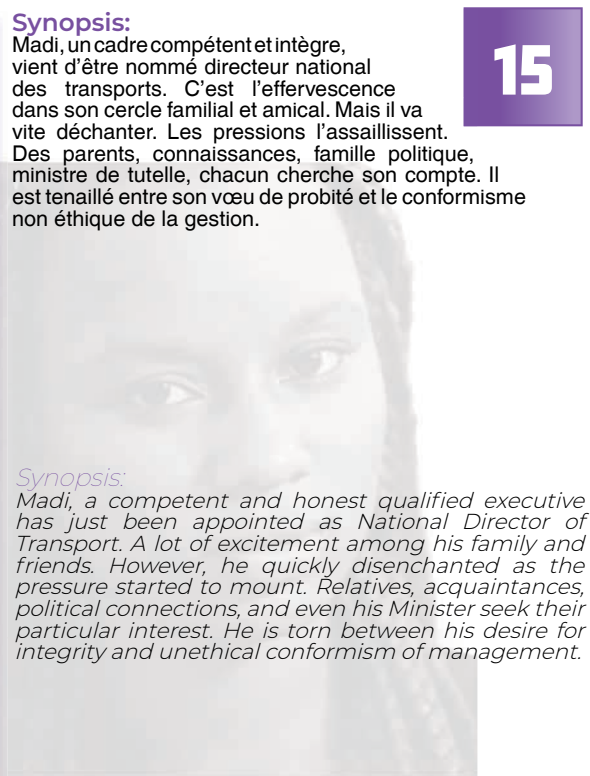 Synopsis:
Madi, un cadre compétent et intègre,
vient d’être nommé directeur national
des transports. C’est l’effervescence
dans son cercle familial et amical. Mais il va
vite déchanter. Les pressions l’assaillissent.
Des parents, connaissances, famille politique,
ministre de tutelle, chacun cherche son compte. Il
est tenaillé entre son vœu de probité et le conformisme
non éthique de la gestion.
15
Synopsis:
Madi, a competent and honest qualified executive
has just been appointed as National Director of
Transport. A lot of excitement among his family and
friends. However, he quickly disenchanted as the
pressure started to mount. Relatives, acquaintances,
political connections, and even his Minister seek their
particular interest. He is torn between his desire for
integrity and unethical conformism of management.